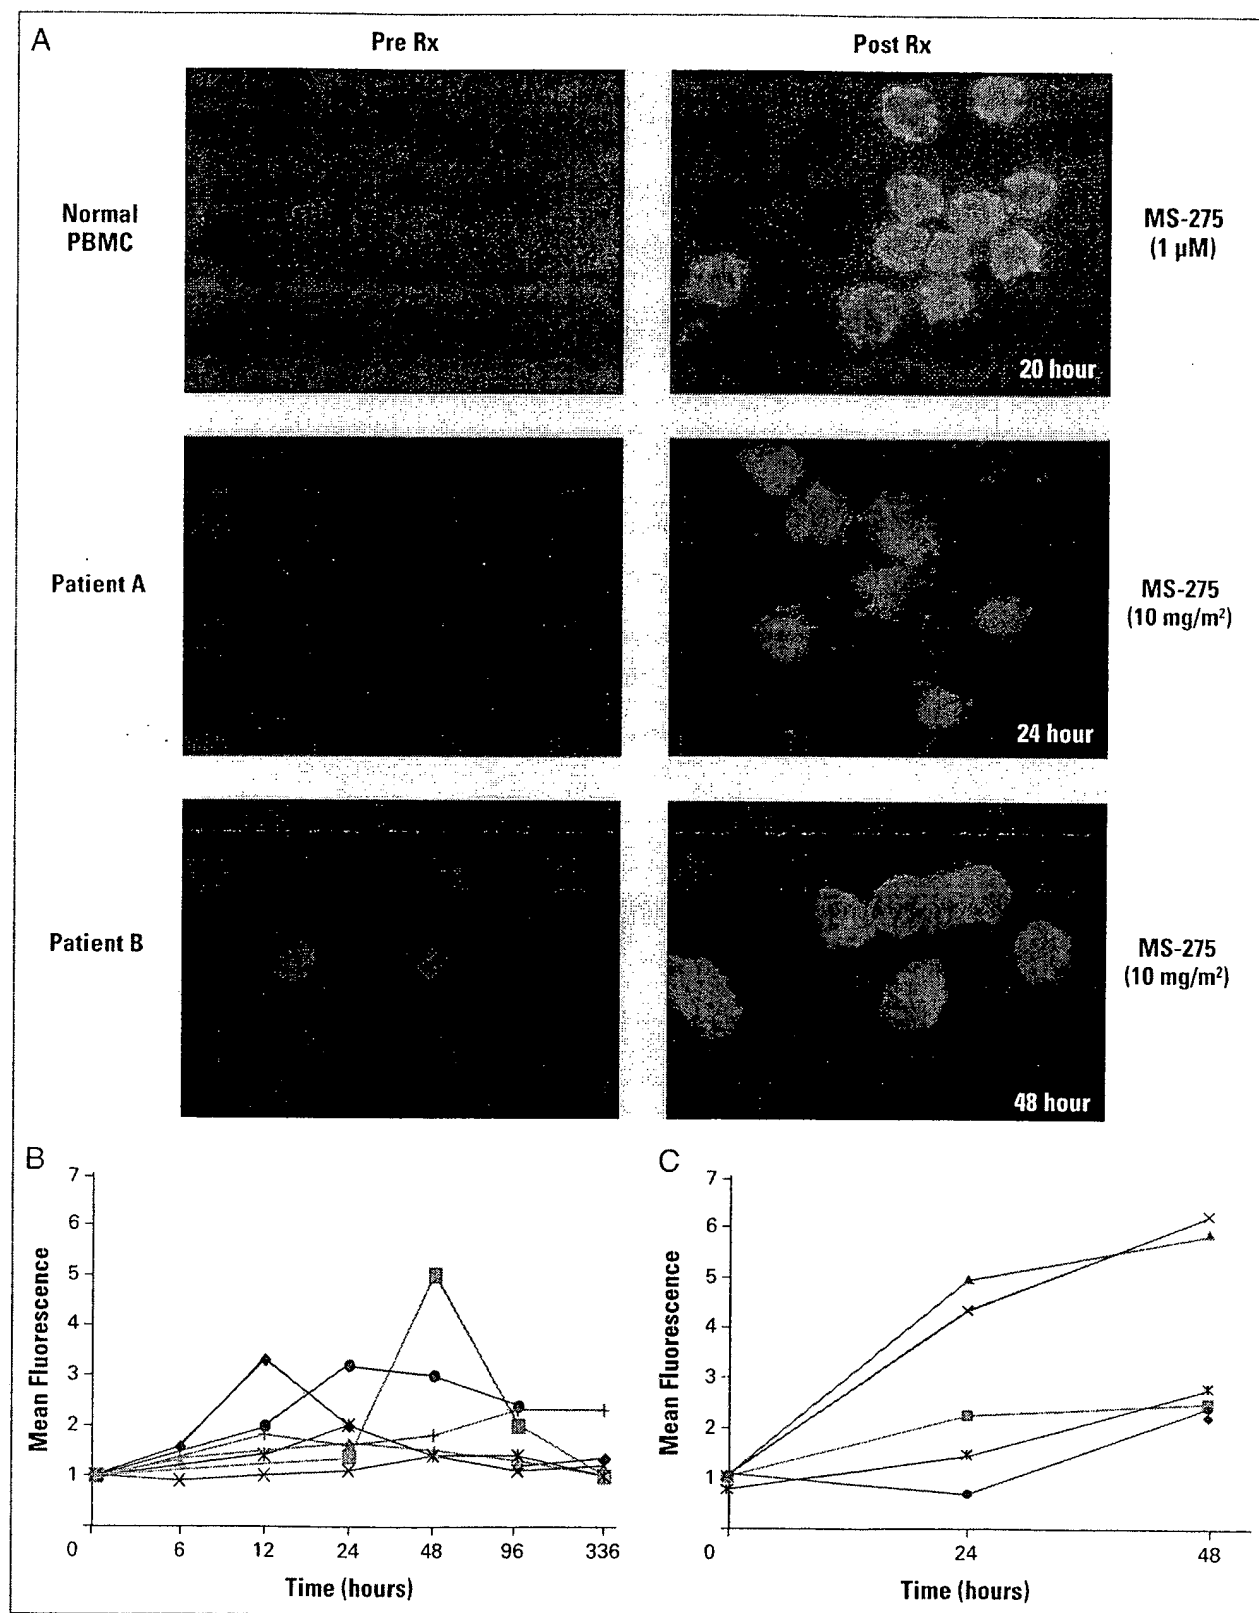 A
Pre Rx
Post Rx
Normal
PBMC
MS-275
(1 µM)
20 hour
Patient A
MS-275
(10 mg/m²)
24 hour
Patient B
MS-275
(10 mg/m²)
48 hour
B
7
6
5
4
3
2
1
Mean Fluorescence
0 6 12 24 48 96 336
Time (hours)
C
7
6
5
4
3
2
1
Mean Fluorescence
0 24 48
Time (hours)